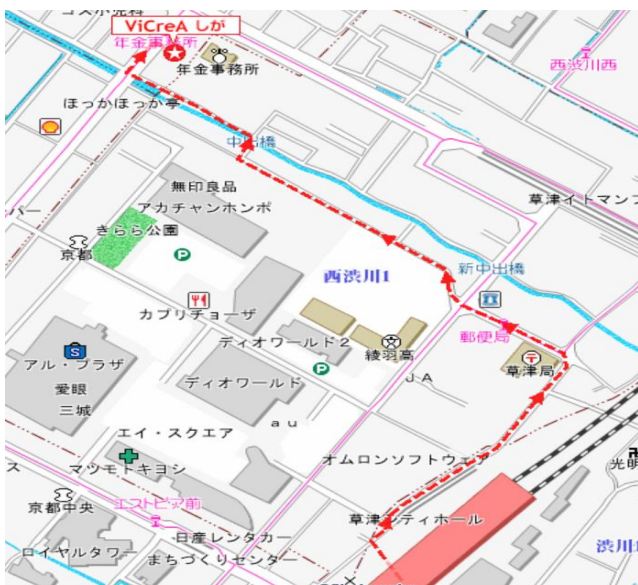 ViCreA しが
年金事務所
西渋川西
ほっかほっか亭
中出橋
無印良品
アカチャンホンポ
草津イトマン
きらら公園
京都
P
西渋川1
新中出橋
カプリチョーザ
郵便局
ディオワールド2
綾羽高
草津局
S
アル・プラザ
愛眼
三城
ディオワールド
P
JA
au
エイ・スクエア
マツモトキヨシ
オムロンソフトウェア
光明
京都中央
エストピア前
草津シティホール
日産レンタカー
ロイヤルタワー
まちづくりセンター
渋川1